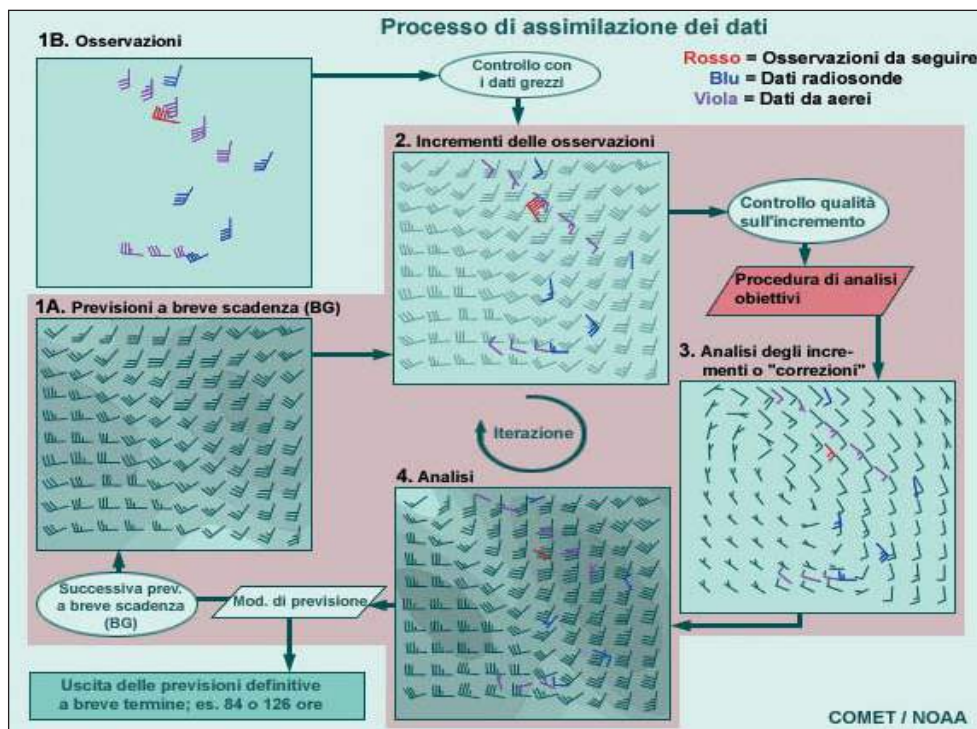 Processo di assimilazione dei dati
1B. Osservazioni
Controllo con
i dati grezzi
Rosso = Osservazioni da seguire
Blu = Dati radiosonde
Viola = Dati da aerei
2. Incrementi delle osservazioni
Controllo qualità
sull'incremento
Procedura di analisi
obiettivi
1A. Previsioni a breve scadenza (BG)
3. Analisi degli incre-
menti o "correzioni"
Iterazione
4. Analisi
Successiva prev.
a breve scadenza
(BG)
Mod. di previsione
Uscita delle previsioni definitive
a breve termine; es. 84 o 126 ore
COMET / NOAA